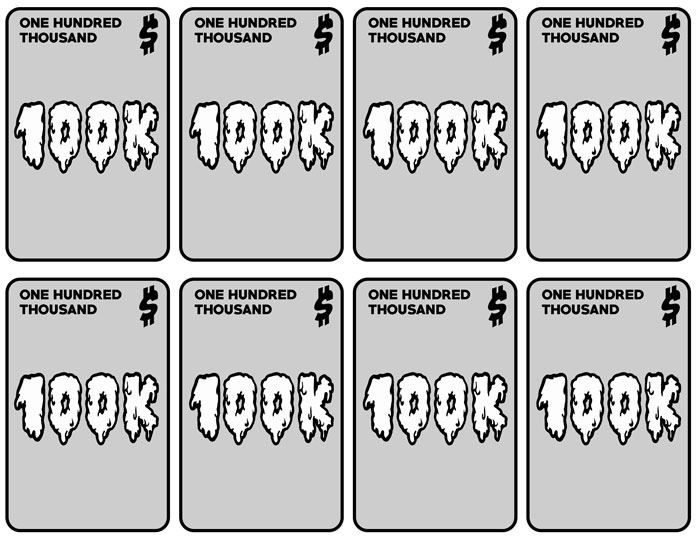 ONE HUNDRED
THOUSAND
$
100K
ONE HUNDRED
THOUSAND
$
100K
ONE HUNDRED
THOUSAND
$
100K
ONE HUNDRED
THOUSAND
$
100K
ONE HUNDRED
THOUSAND
$
100K
ONE HUNDRED
THOUSAND
$
100K
ONE HUNDRED
THOUSAND
$
100K
ONE HUNDRED
THOUSAND
$
100K